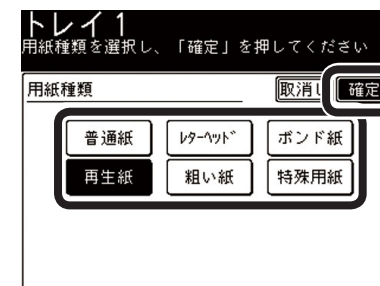 トレイ1
用紙種類を選択し、「確定」を押してください
用紙種類 取消し 確定
普通紙 ﾚﾀｰﾍｯﾄﾞ ボンド紙
再生紙 粗い紙 特殊用紙